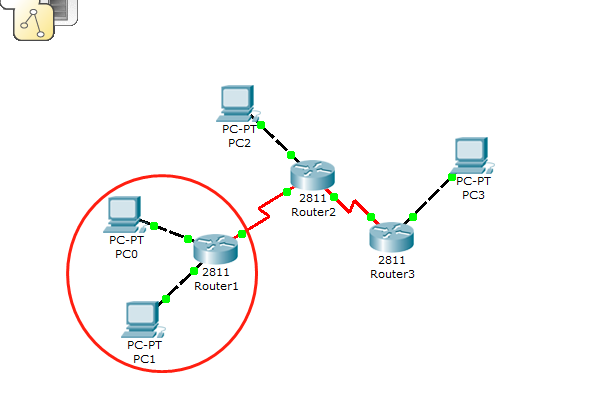 PC-PT
PC2
PC-PT
PC3
2811
Router2
PC-PT
PC0
2811
Router1
2811
Router3
PC-PT
PC1